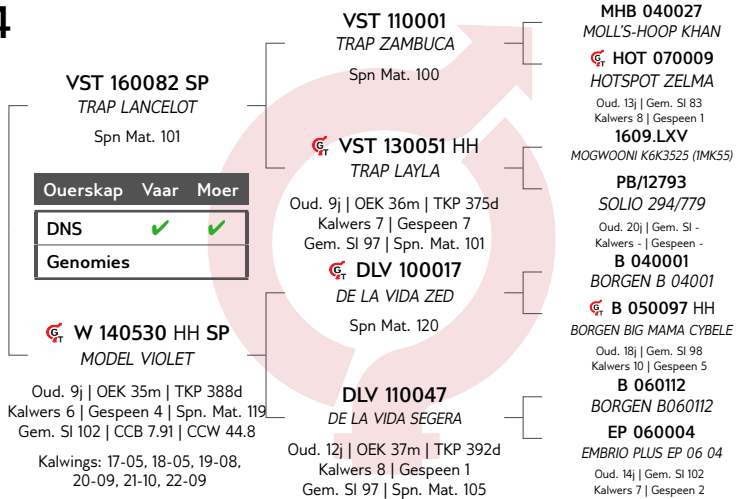 4
VST 160082 SP
TRAP LANCELOT
Spn Mat. 101
Ouerskap Vaar Moer
DNS ✔ ✔
Genomies
GT W 140530 HH SP
MODEL VIOLET
Oud. 9j | OEK 35m | TKP 388d
Kalwers 6 | Gespeen 4 | Spn. Mat. 119
Gem. SI 102 | CCB 7.91 | CCW 44.8
Kalwings: 17-05, 18-05, 19-08,
20-09, 21-10, 22-09
VST 110001
TRAP ZAMBUCA
Spn Mat. 100
GT VST 130051 HH
TRAP LAYLA
Oud. 9j | OEK 36m | TKP 375d
Kalwers 7 | Gespeen 7
Gem. SI 97 | Spn. Mat. 101
GT DLV 100017
DE LA VIDA ZED
Spn Mat. 120
DLV 110047
DE LA VIDA SEGERA
Oud. 12j | OEK 37m | TKP 392d
Kalwers 8 | Gespeen 1
Gem. SI 97 | Spn. Mat. 105
MHB 040027
MOLL'S-HOOP KHAN
GT HOT 070009
HOTSPOT ZELMA
Oud. 13j | Gem. SI 83
Kalwers 8 | Gespeen 1
1609.LXV
MOGWOONI K6K3525 (1MK55)
PB/12793
SOLIO 294/779
Oud. 20j | Gem. SI -
Kalwers - | Gespeen -
B 040001
BORGEN B 04001
GT B 050097 HH
BORGEN BIG MAMA CYBELE
Oud. 18j | Gem. SI 98
Kalwers 10 | Gespeen 5
B 060112
BORGEN B060112
EP 060004
EMBRIO PLUS EP 06 04
Oud. 14j | Gem. SI 102
Kalwers 7 | Gespeen 2